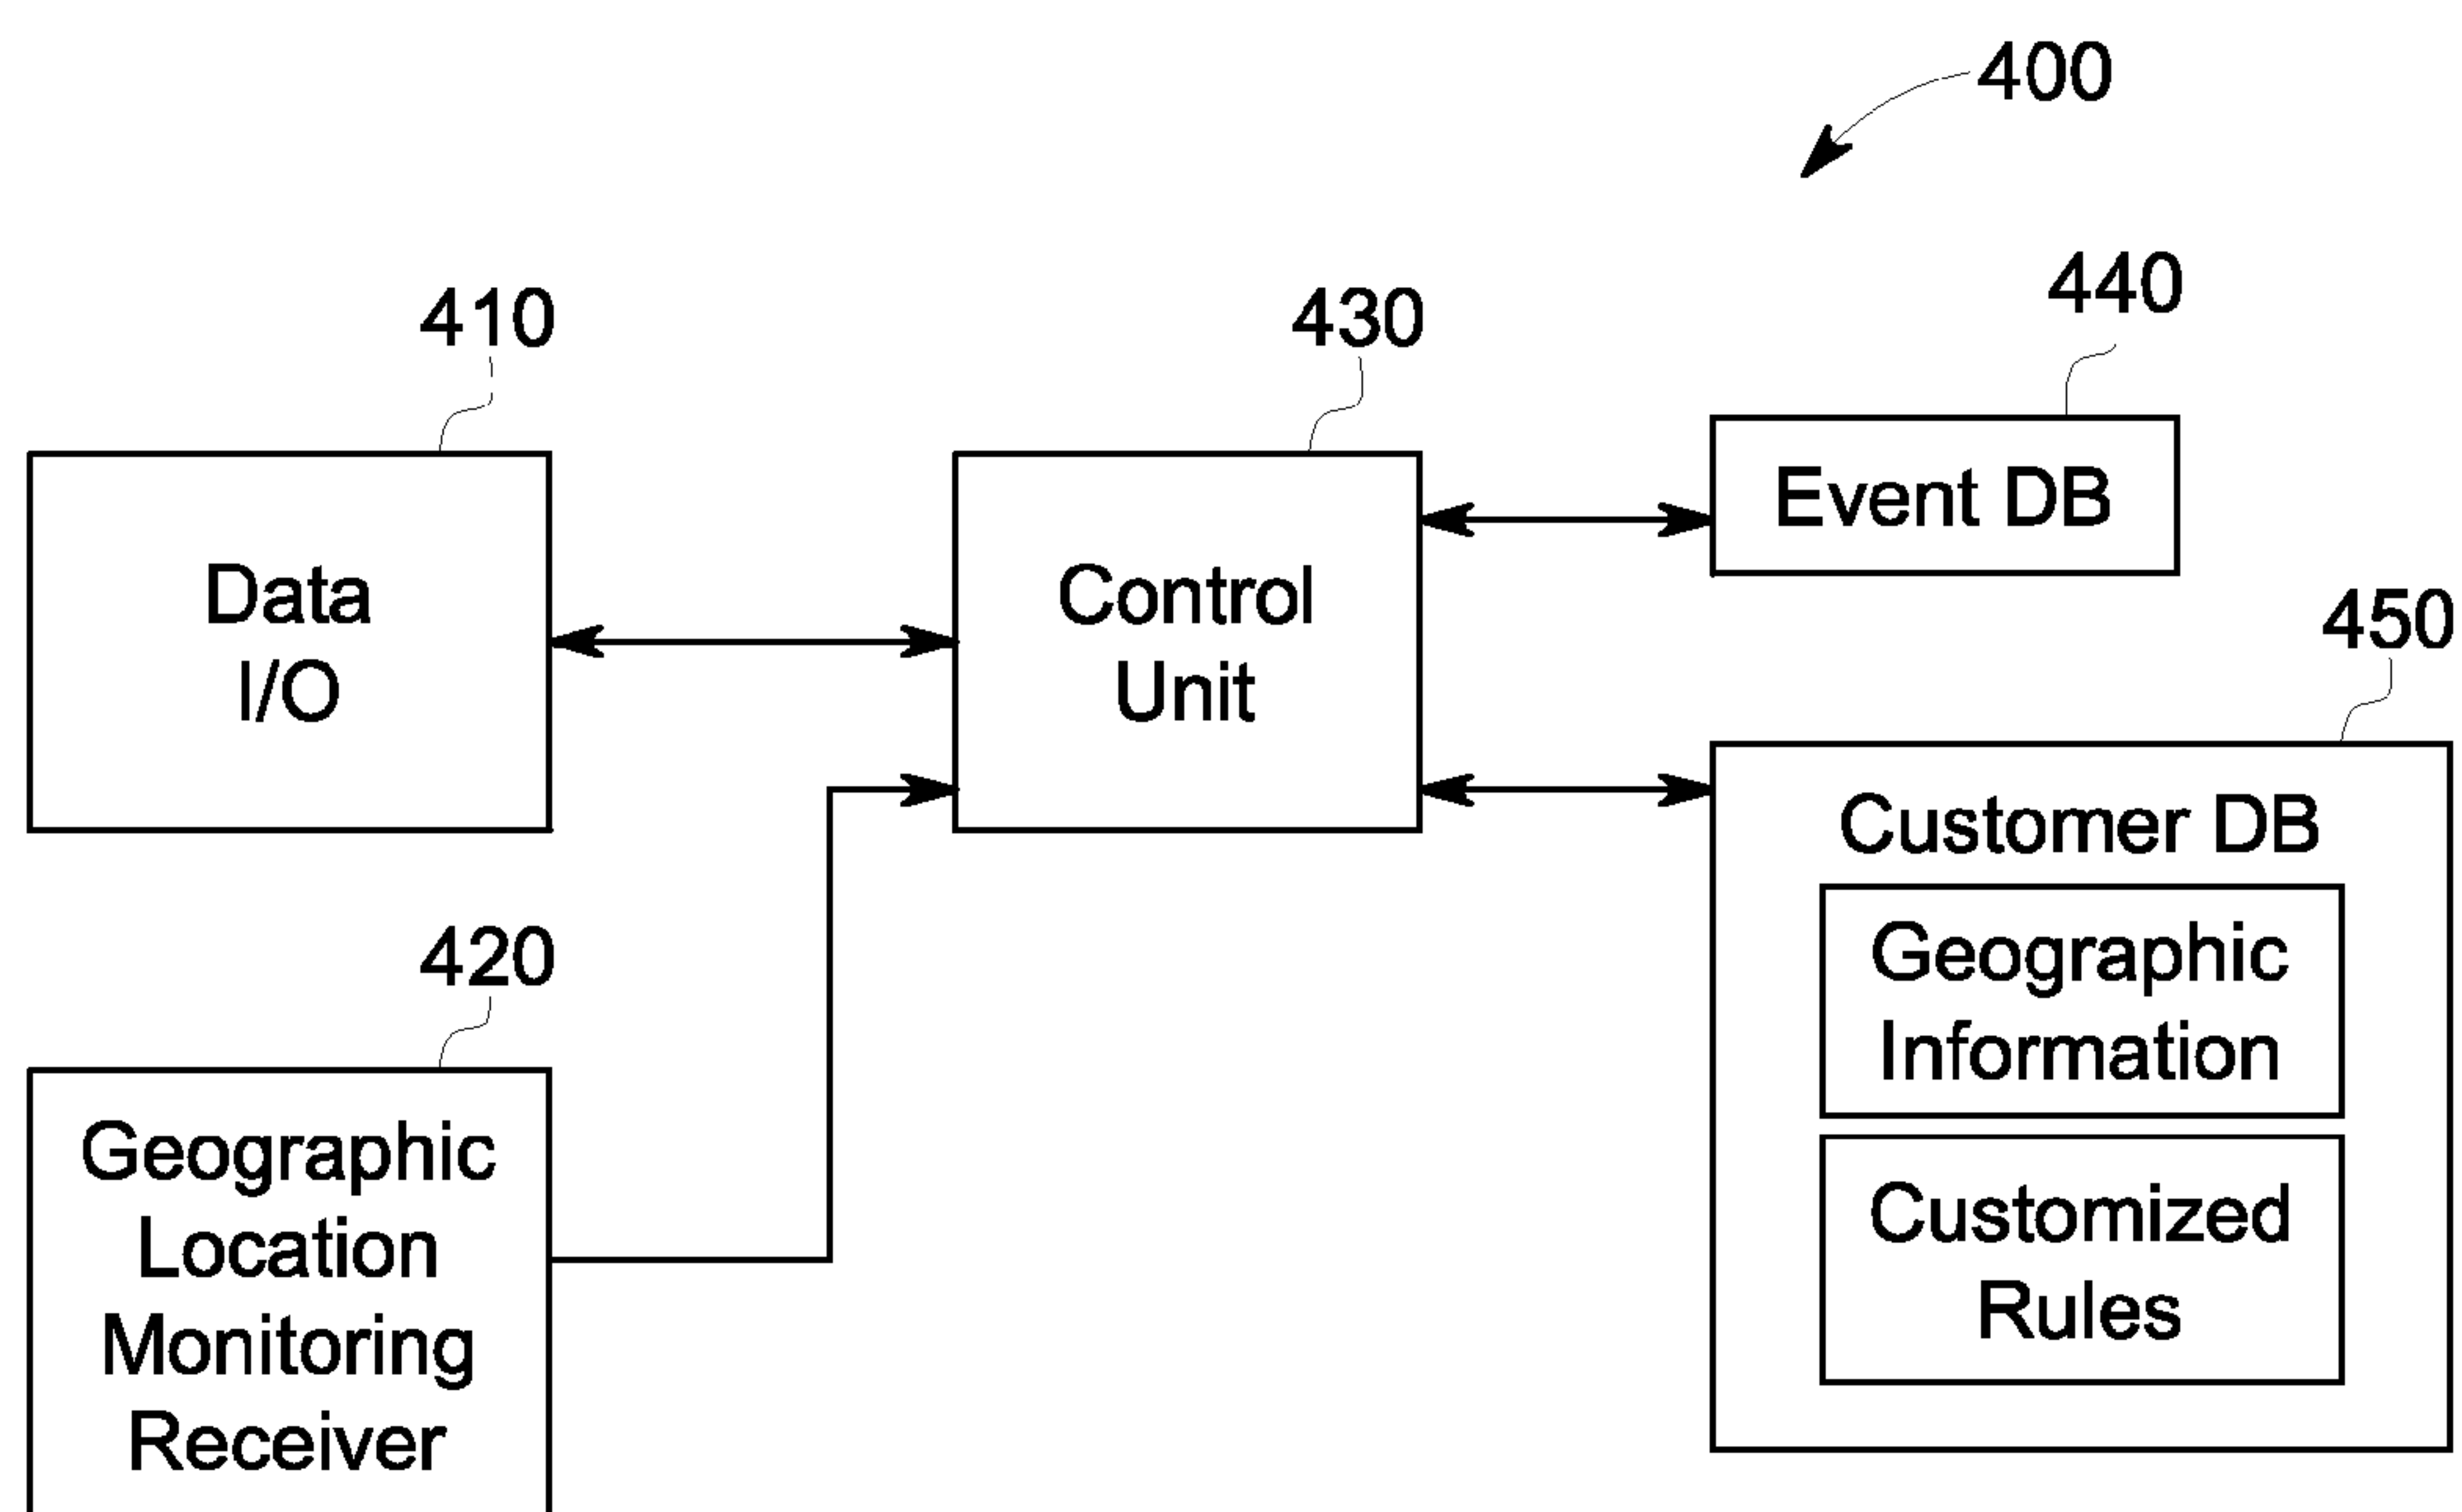 400
410
430
440
Data
I/O
Control
Unit
Event DB
450
Customer DB
Geographic
Information
Customized
Rules
420
Geographic
Location
Monitoring
Receiver